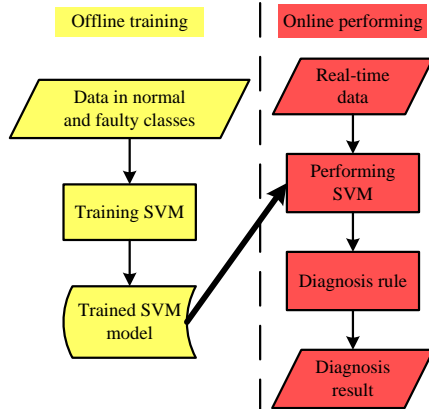 Offline training
Online performing
Data in normal
and faulty classes
Training SVM
Trained SVM
model
Real-time
data
Performing
SVM
Diagnosis rule
Diagnosis
result